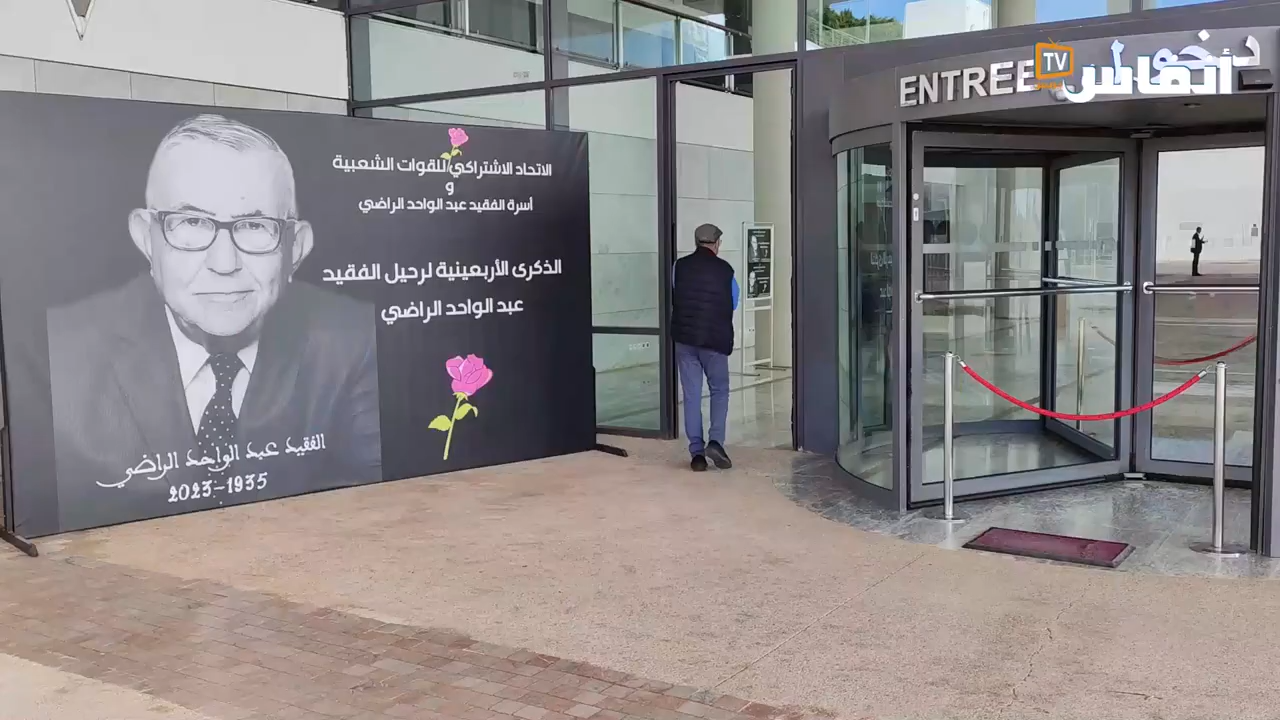 الاتحاد الاشتراكي للقوات الشعبية
و
أسرة الفقيد عبد الواحد الراضي
الذكرى الأربعينية لرحيل الفقيد
عبد الواحد الراضي
الفقيد عبد الواحد الراضي
2023-1935
ENTREE دخول
أنفاس TV